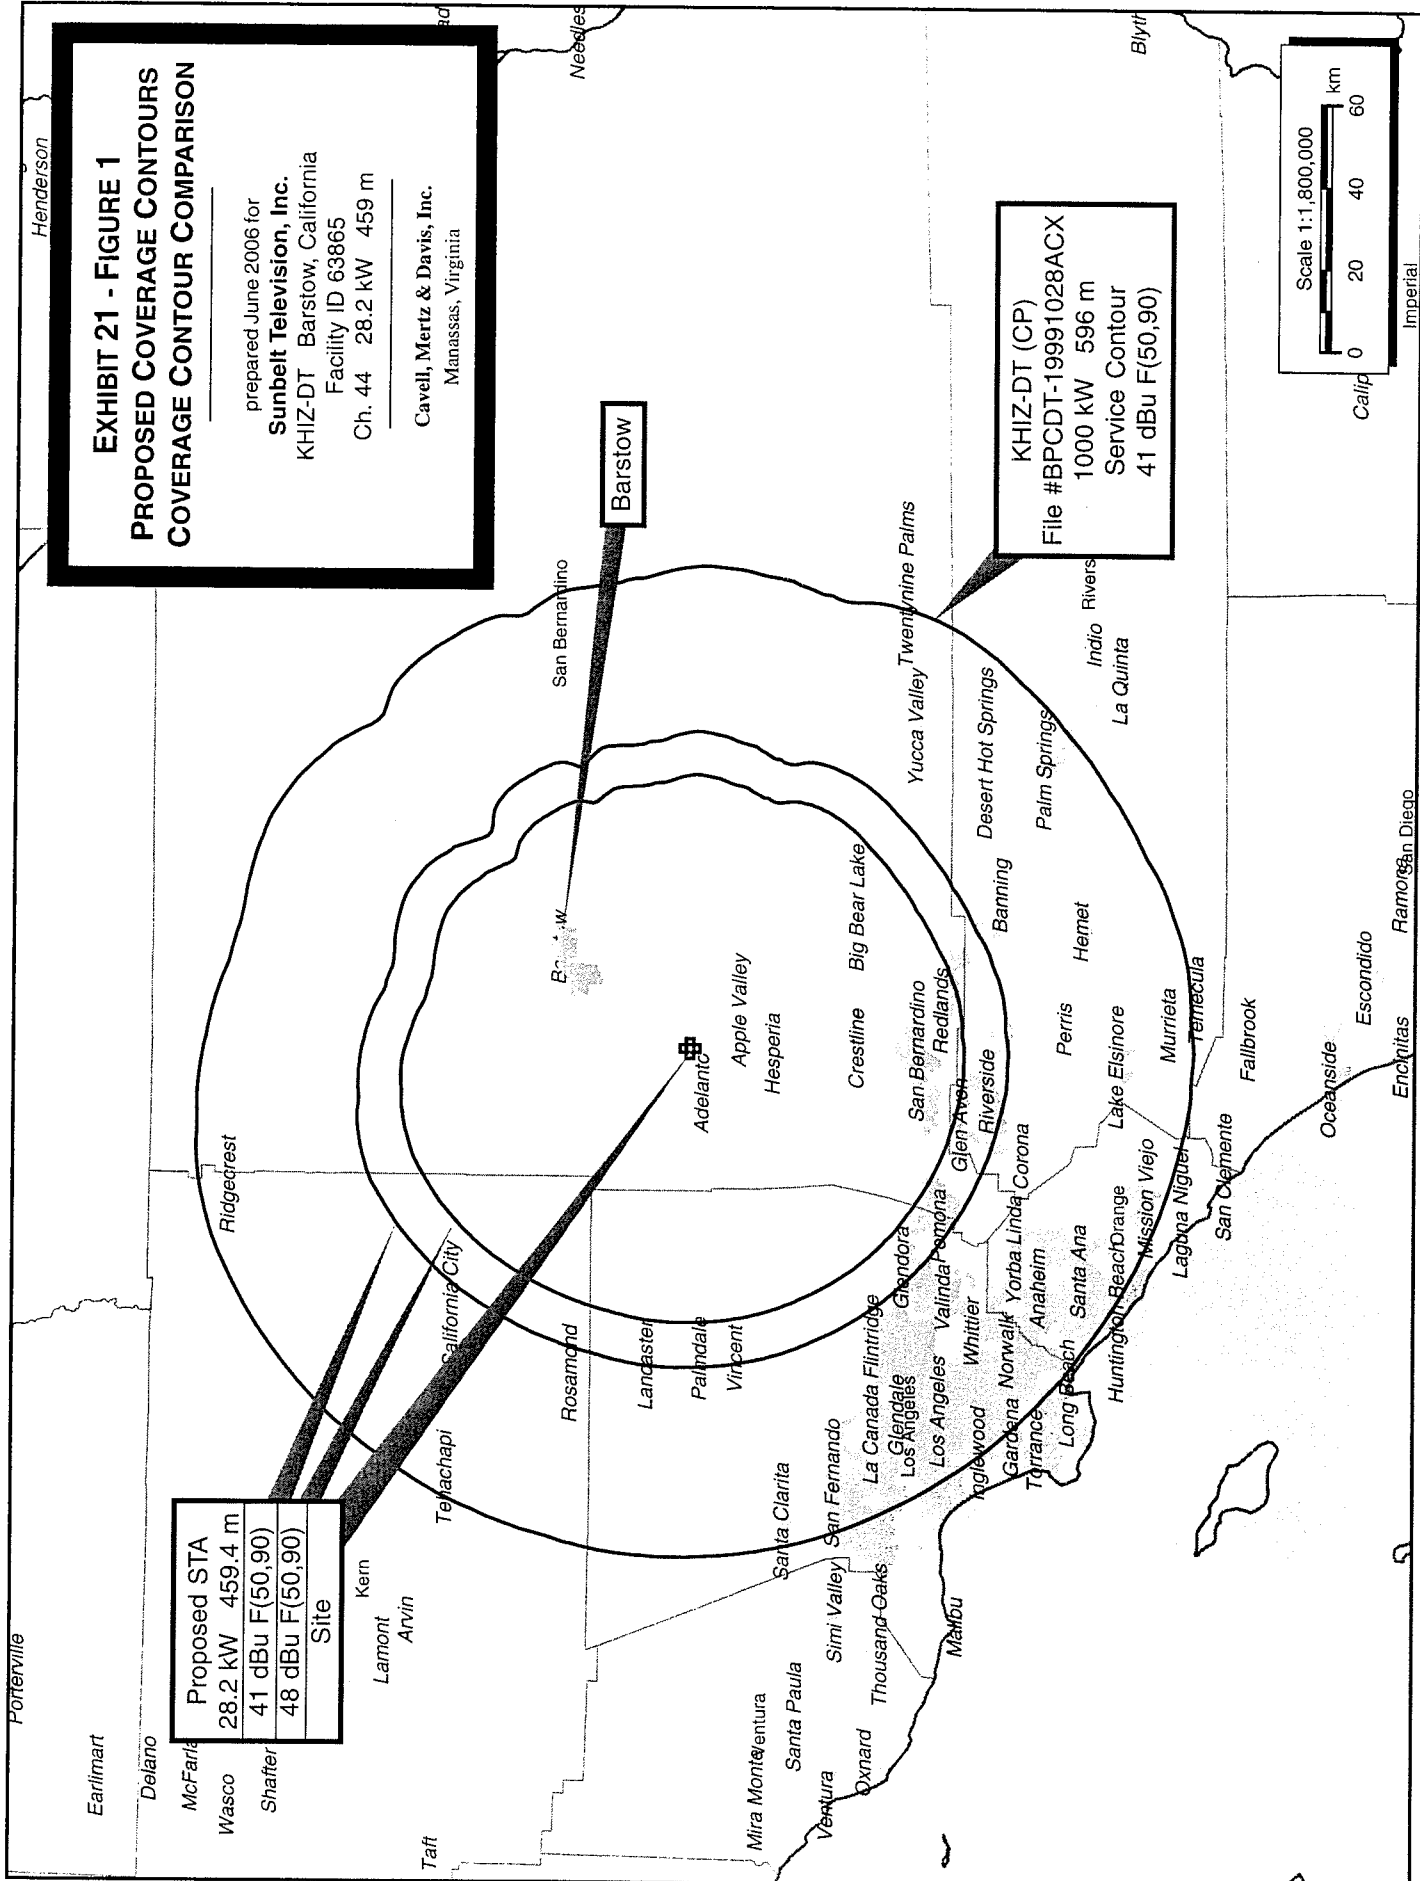 EXHIBIT 21 - FIGURE 1
PROPOSED COVERAGE CONTOURS
COVERAGE CONTOUR COMPARISON
prepared June 2006 for
Sunbelt Television, Inc.
KHIZ-DT Barstow, California
Facility ID 63865
Ch. 44 28.2 kW 459 m
Cavell, Mertz & Davis, Inc.
Manassas, Virginia
Proposed STA
28.2 kW 459.4 m
41 dBu F(50,90)
48 dBu F(50,90)
Site
Barstow
KHIZ-DT (CP)
File #BPCDT-19991028ACX
1000 kW 596 m
Service Contour
41 dBu F(50,90)
Scale 1:1,800,000
0 20 40 60
km
Porterville
Earlimart
Delano
McFarla
Wasco
Shafter
Taft
Kern
Lamont
Arvin
Tehachapi
California City
Ridgecrest
Henderson
ad
Needles
San Bernardino
Rosamond
Lancaster
Palmdale
Vincent
Adelanto
Apple Valley
Hesperia
Crestline
Big Bear Lake
San Bernardino
Redlands
Glen Avon
Riverside
Yucca Valley
Twentynine Palms
Desert Hot Springs
Palm Springs
Banning
Hemet
Perris
Indio
Rivers
La Quinta
Blyth
Mira Monte
Ventura
Santa Paula
Ventura
Oxnard
Simi Valley
Thousand Oaks
Malibu
Santa Clarita
San Fernando
La Canada Flintridge
Glendale
Los Angeles
Los Angeles
Glendora
Valinda
Pomona
Whittier
Inglewood
Gardena
Norwalk
Torrance
Long Beach
Yorba Linda
Corona
Anaheim
Santa Ana
Huntington Beach
Orange
Mission Viejo
Laguna Niguel
San Clemente
Lake Elsinore
Murrieta
Temecula
Fallbrook
Oceanside
Escondido
Encinitas
Ramona
San Diego
Calip
Imperial